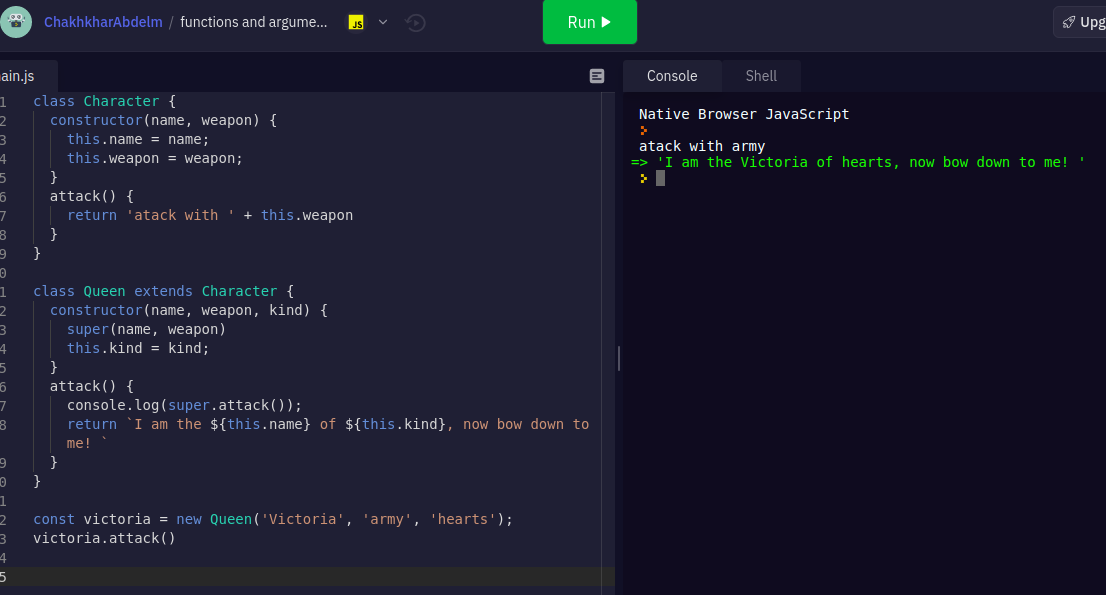 ChakhkharAbdelm / functions and argume...
JS
Run
Upg
ain.js
Console
Shell
1 class Character {
2 constructor(name, weapon) {
3 this.name = name;
4 this.weapon = weapon;
5 }
6 attack() {
7 return 'atack with ' + this.weapon
8 }
9 }
0
1 class Queen extends Character {
2 constructor(name, weapon, kind) {
3 super(name, weapon)
4 this.kind = kind;
5 }
6 attack() {
7 console.log(super.attack());
8 return `I am the ${this.name} of ${this.kind}, now bow down to
me! `
9 }
0 }
1
2 const victoria = new Queen('Victoria', 'army', 'hearts');
3 victoria.attack()
4
5
Native Browser JavaScript
atack with army
=> 'I am the Victoria of hearts, now bow down to me! '